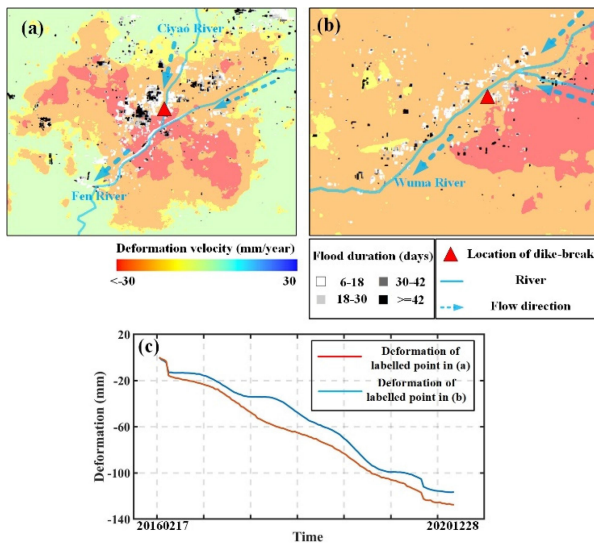 (a)
Ciyao River
Fen River
(b)
Wuma River
Deformation velocity (mm/year)
<-30
30
Flood duration (days)
6-18
30-42
18-30
>=42
Location of dike-break
River
Flow direction
(c)
Deformation of
labelled point in (a)
Deformation of
labelled point in (b)
Deformation (mm)
20
-20
-60
-100
-140
20160217
20201228
Time